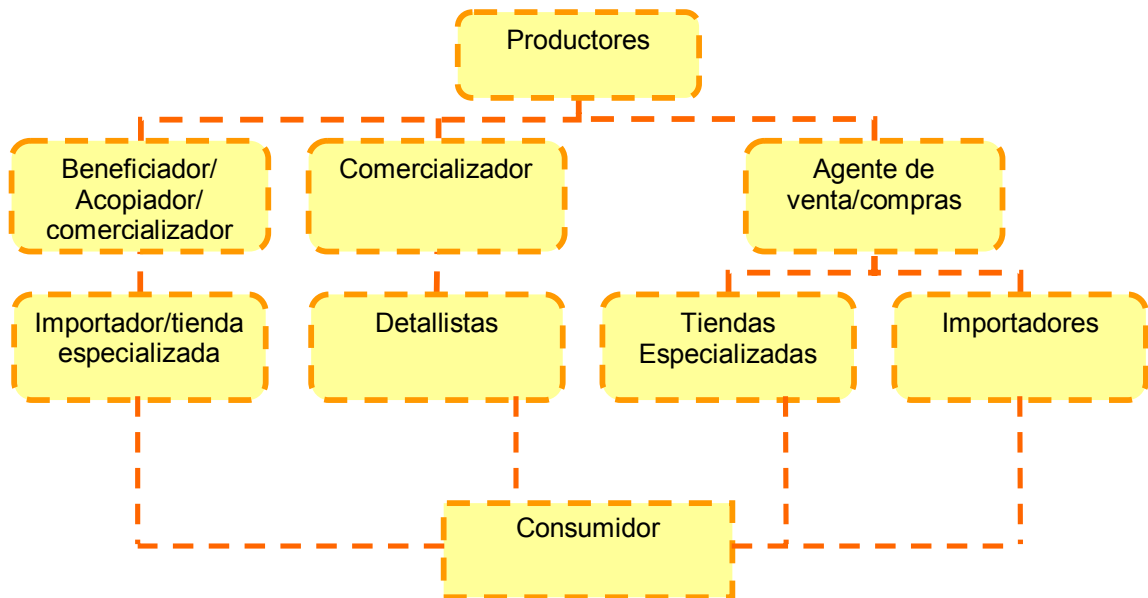 Productores
Beneficiador/
Acopiador/
comercializador
Comercializador
Agente de
venta/compras
Importador/tienda
especializada
Detallistas
Tiendas
Especializadas
Importadores
Consumidor